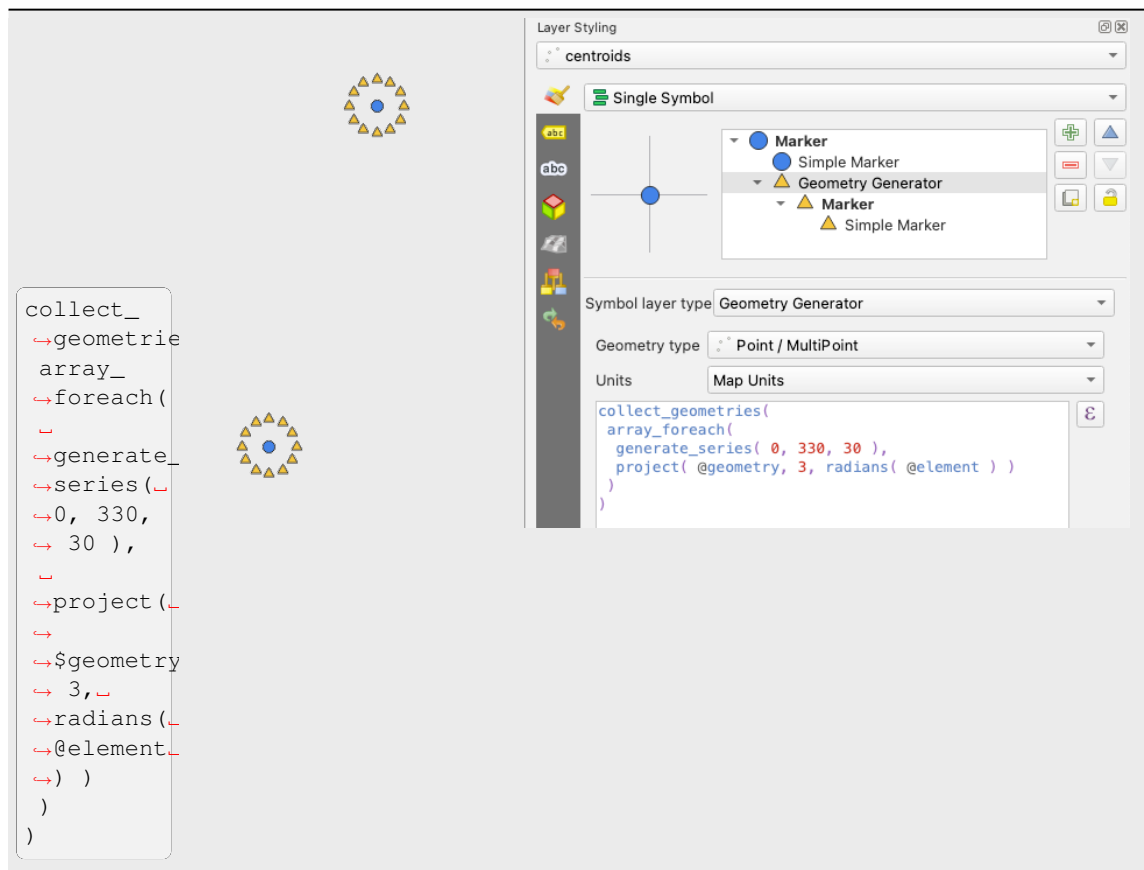 Layer Styling
centroids
Single Symbol
abc
abc
Marker
Simple Marker
Geometry Generator
Marker
Simple Marker
Symbol layer type Geometry Generator
Geometry type Point / MultiPoint
Units Map Units
collect_geometries(
array_foreach(
generate_series( 0, 330, 30 ),
project( @geometry, 3, radians( @element ) )
)
)
ε
collect_
↪geometrie
array_
↪foreach(
␣
↪generate_
↪series(␣
↪0, 330,
↪ 30 ),
␣
↪project(␣
↪
↪$geometry
↪ 3,␣
↪radians(␣
↪@element␣
↪) )
)
)